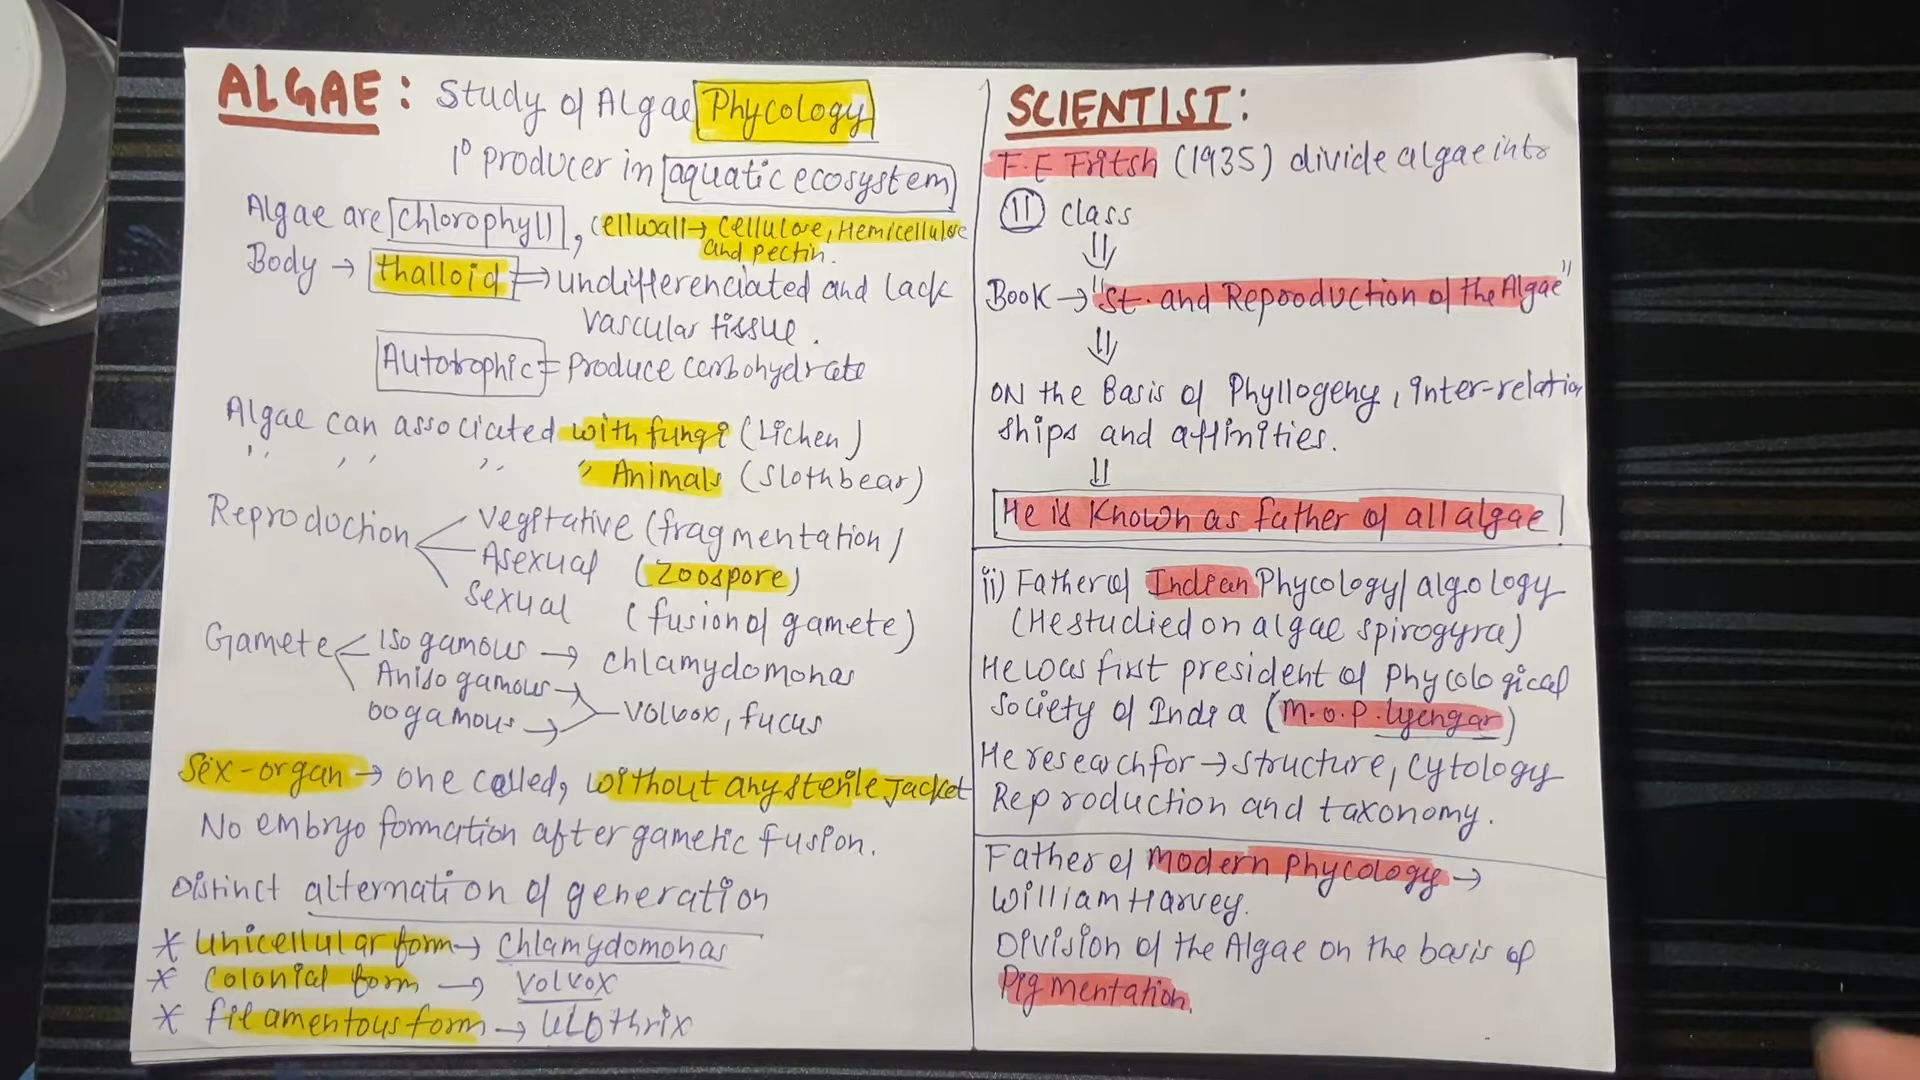 ALGAE: Study of Algae Phycology
1° producer in aquatic ecosystem
Algae are chlorophyll, cellwall → cellulose, Hemicellulose and pectin.
Body → thalloid ⇒ undifferenciated and lack
vascular tissue.
Autotrophic = Produce carbohydrate
Algae can associated with fungi (Lichen)
" " " " Animals (Slothbear)
Reproduction
Vegitative (fragmentation)
Asexual (Zoospore)
Sexual (fusion of gamete)
Gamete
Isogamous → chlamydomonas
Anisogamous →
oogamous → Volvox, fucus
Sex-organ → one called, without any sterile Jacket
No embryo formation after gametic fusion.
Distinct alternation of generation
* Unicellular form → Chlamydomonas
* Colonial form → Volvox
* filamentous form → Ulothrix
SCIENTIST:
F.E Fritsh (1935) divide algae into
11 class
⇓
Book → "St. and Reporoduction of the Algae"
⇓
ON the Basis of Phyllogeny, Inter-relation
ships and affinities.
⇓
He is Known as father of all algae
ii) Father of Indian Phycology/algology
(He studied on algae spirogyra)
He was first president of Phycological
Society of India (M.O.P. Iyengar)
He research for → structure, Cytology
Reproduction and taxonomy.
Father of Modern Phycology →
William Harvey.
Division of the Algae on the basis of
Pigmentation.